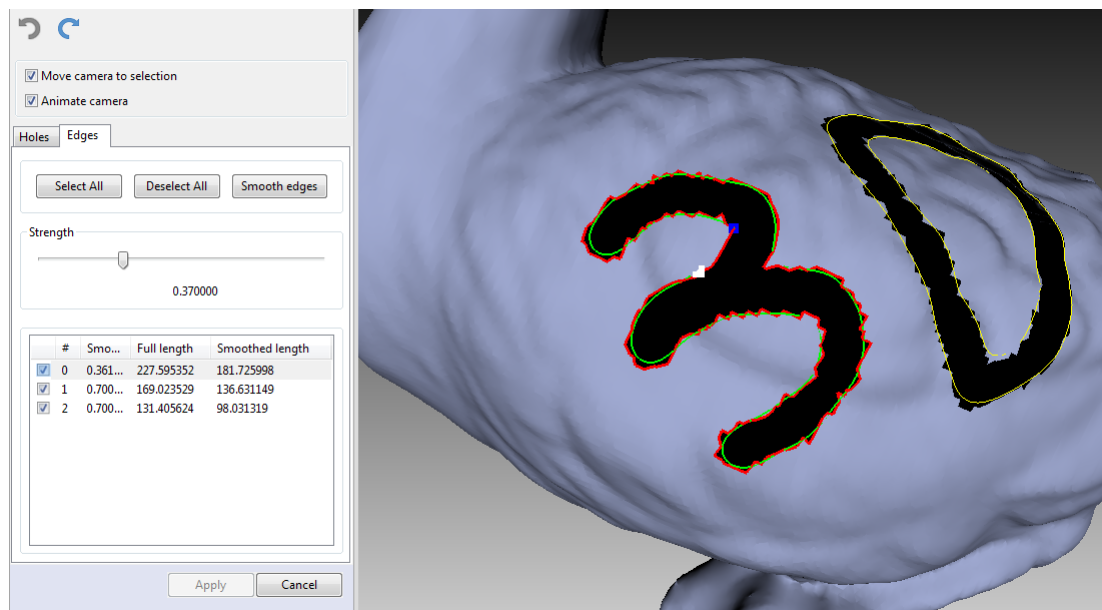 Move camera to selection
Animate camera
Holes Edges
Select All Deselect All Smooth edges
Strength
0.370000
# Smo... Full length Smoothed length
0 0.361... 227.595352 181.725998
1 0.700... 169.023529 136.631149
2 0.700... 131.405624 98.031319
Apply Cancel